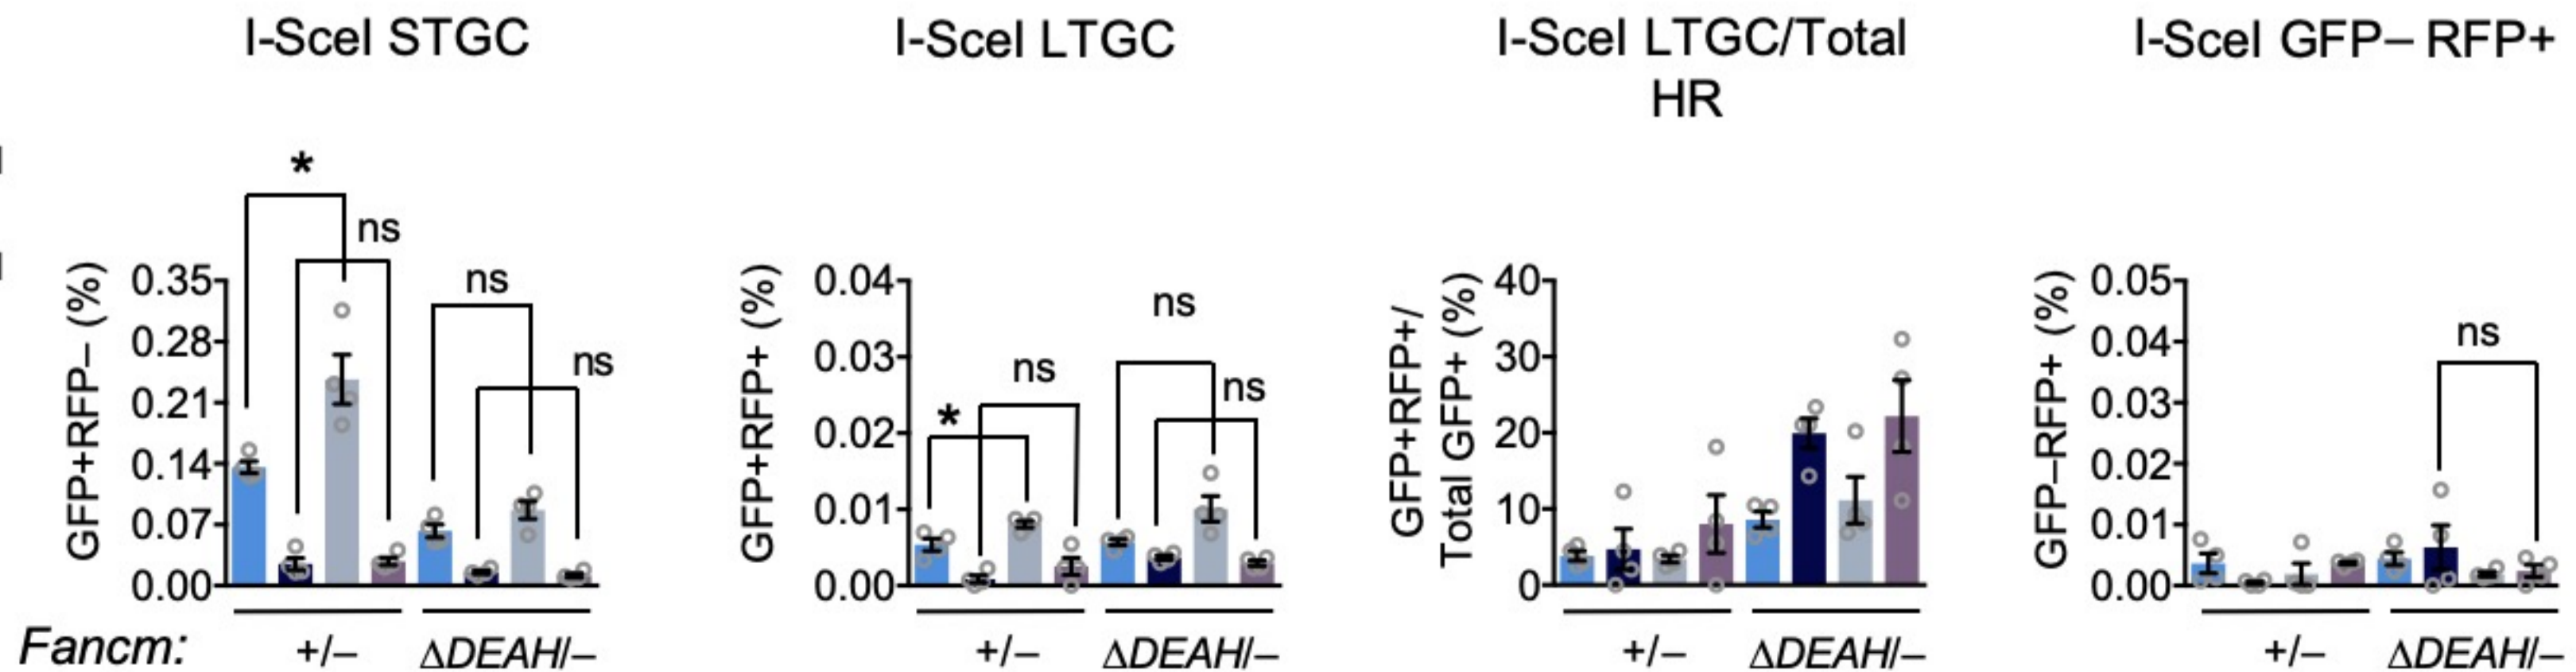 I-SceI STGC
I-SceI LTGC
I-SceI LTGC/Total
HR
I-SceI GFP– RFP+
GFP+RFP– (%)
0.35
0.28
0.21
0.14
0.07
0.00
*
ns
ns
ns
GFP+RFP+ (%)
0.04
0.03
0.02
0.01
0.00
*
ns
ns
ns
GFP+RFP+/
Total GFP+ (%)
40
30
20
10
0
GFP–RFP+ (%)
0.05
0.04
0.03
0.02
0.01
0.00
ns
Fancm:
+/–
ΔDEAH/–
+/–
ΔDEAH/–
+/–
ΔDEAH/–
+/–
ΔDEAH/–